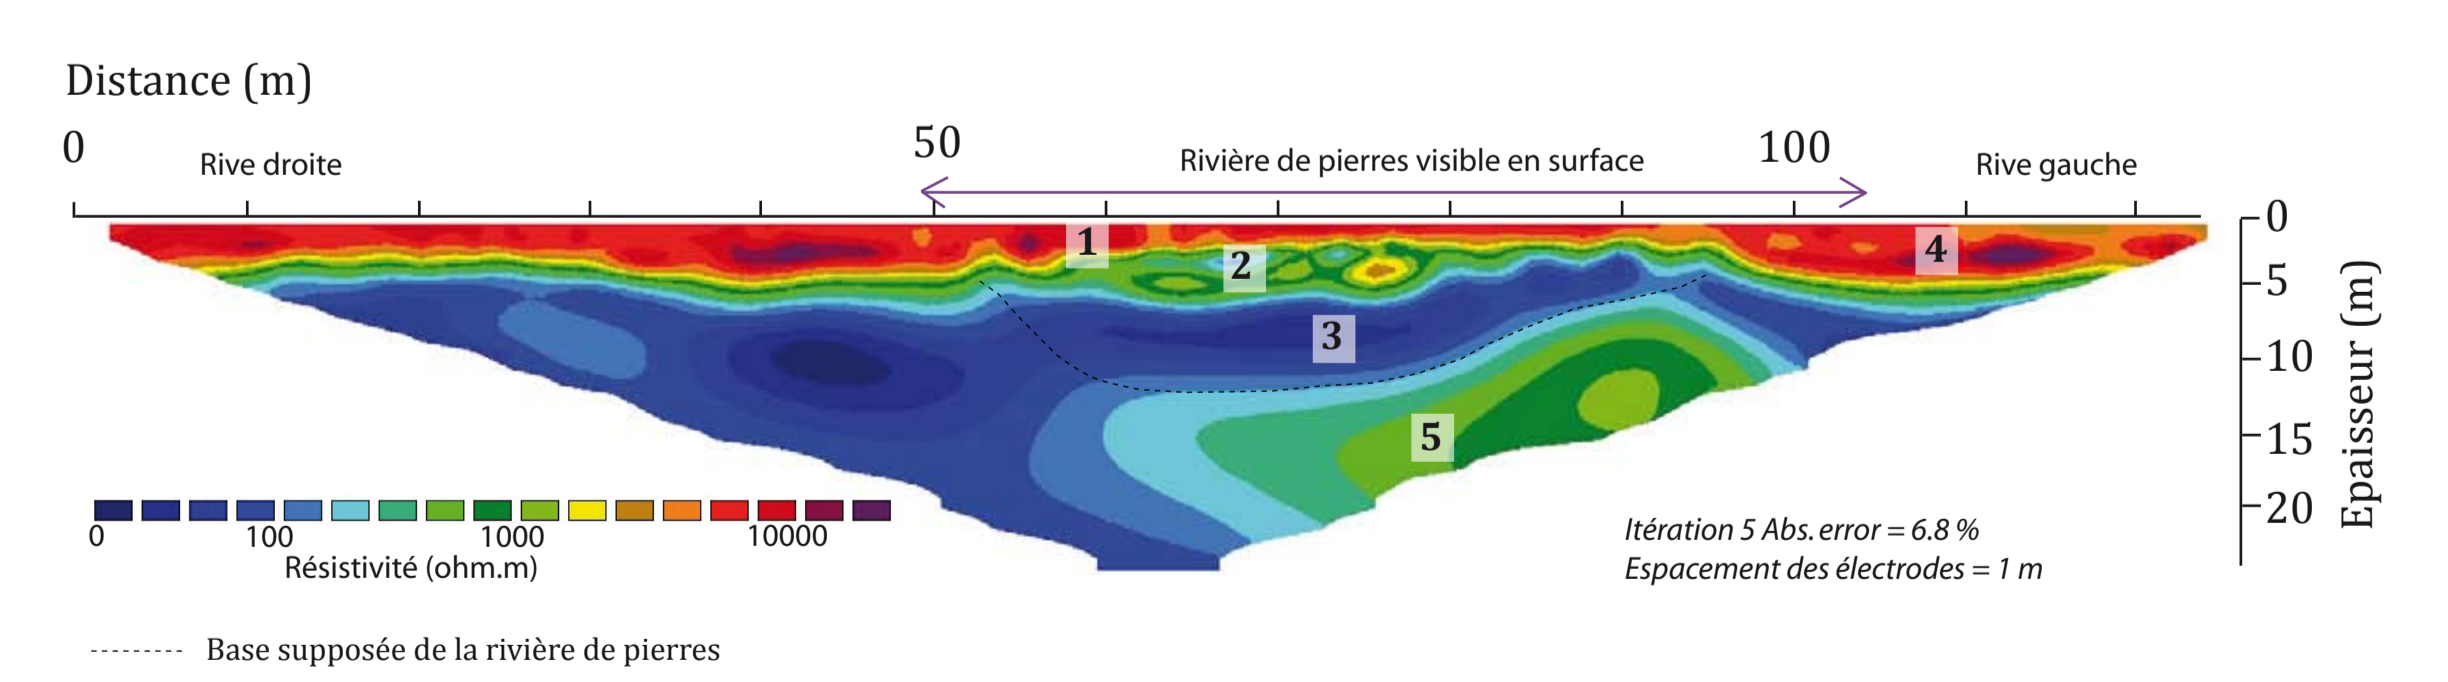 Distance (m)
0
50
100
Rive droite
Rivière de pierres visible en surface
Rive gauche
1
2
3
4
5
0
5
10
15
20
Epaisseur (m)
0
100
1000
10000
Résistivité (ohm.m)
Itération 5 Abs. error = 6.8 %
Espacement des électrodes = 1 m
Base supposée de la rivière de pierres